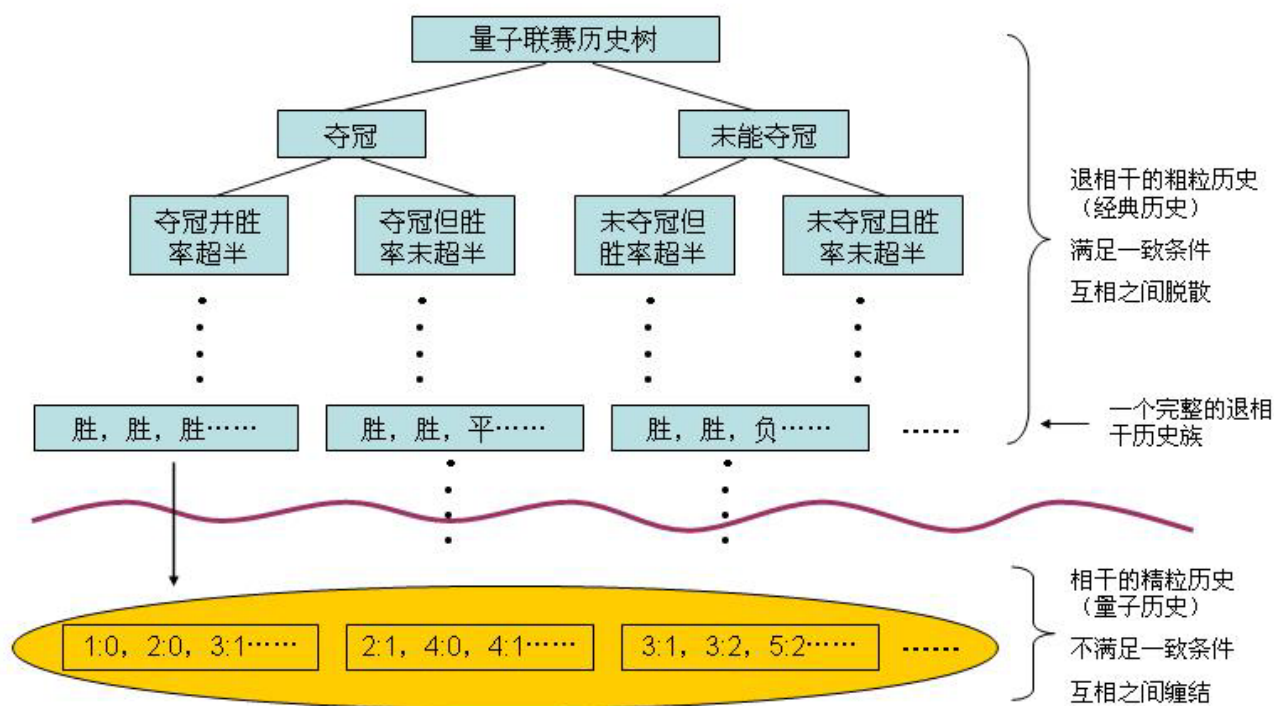 量子联赛历史树
夺冠
未能夺冠
夺冠并胜
率超半
夺冠但胜
率未超半
未夺冠但
胜率超半
未夺冠且胜
率未超半
退相干的粗粒历史
（经典历史）
满足一致条件
互相之间脱散
胜，胜，胜……
胜，胜，平……
胜，胜，负……
……
一个完整的退相
干历史族
相干的精粒历史
（量子历史）
不满足一致条件
互相之间缠结
1:0，2:0，3:1……
2:1，4:0，4:1……
3:1，3:2，5:2……
……